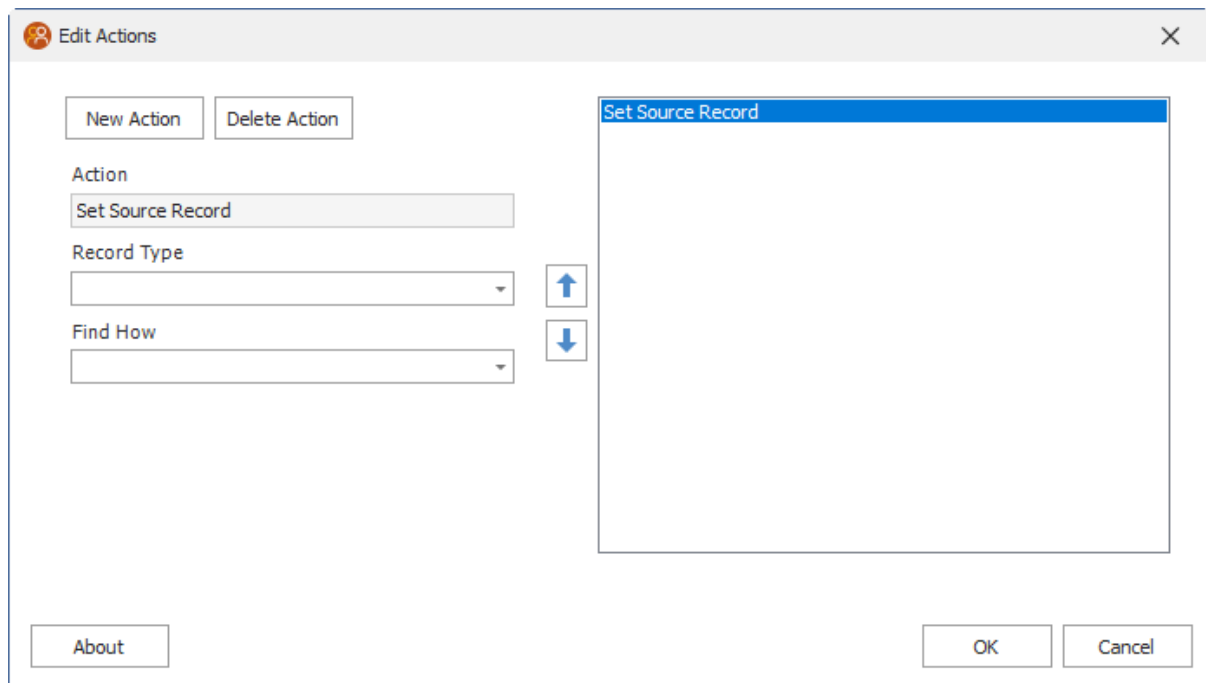 Edit Actions
New Action
Delete Action
Set Source Record
Action
Set Source Record
Record Type
Find How
About
OK
Cancel